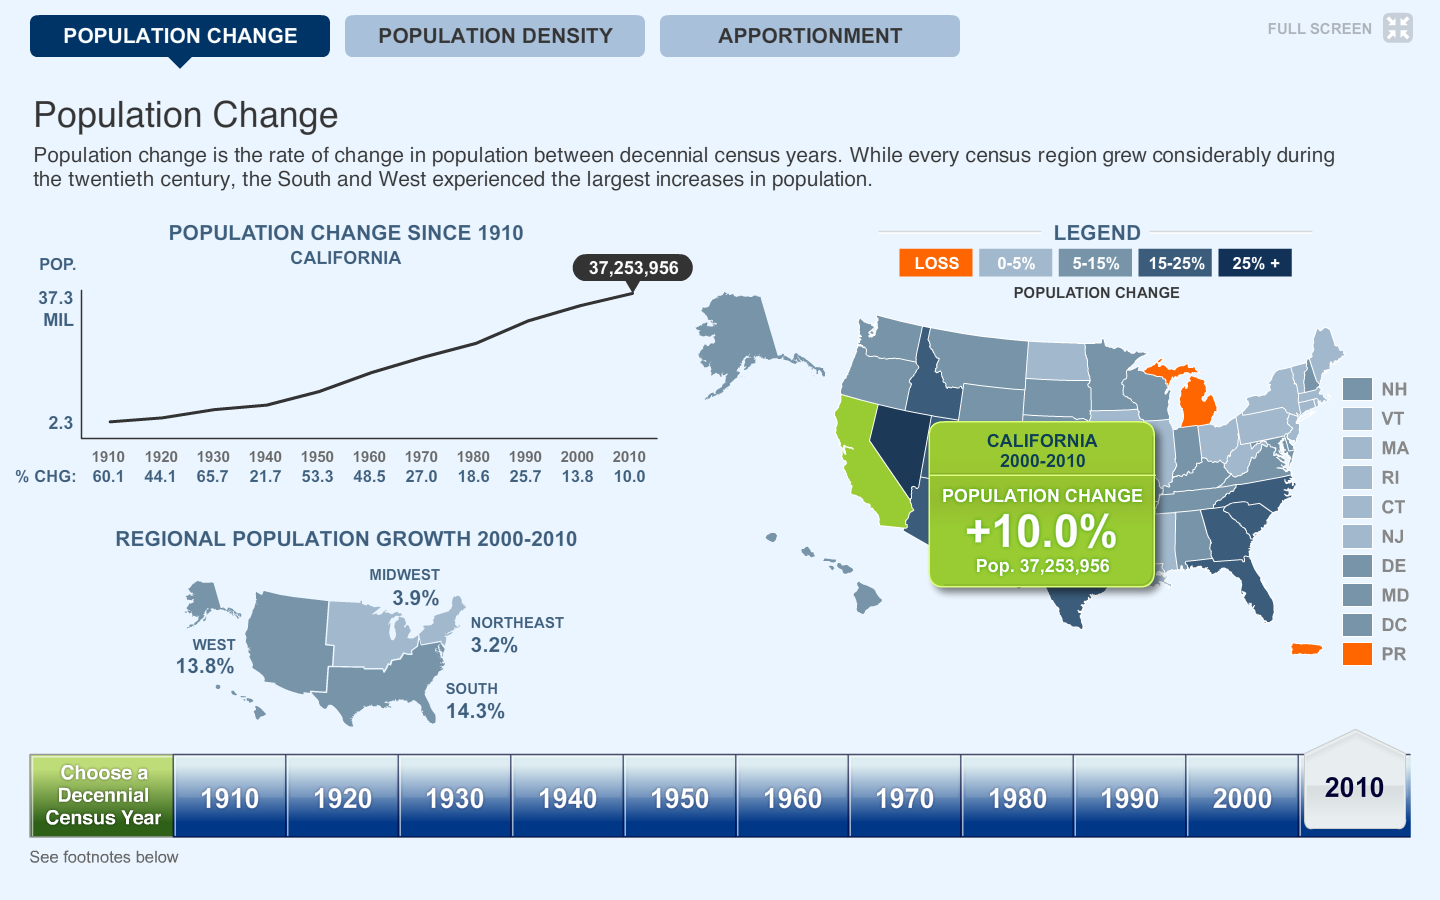 POPULATION CHANGE
POPULATION DENSITY
APPORTIONMENT
FULL SCREEN
Population Change
Population change is the rate of change in population between decennial census years. While every census region grew considerably during
the twentieth century, the South and West experienced the largest increases in population.
POPULATION CHANGE SINCE 1910
CALIFORNIA
POP.
37.3
MIL
2.3
37,253,956
1910 1920 1930 1940 1950 1960 1970 1980 1990 2000 2010
% CHG: 60.1 44.1 65.7 21.7 53.3 48.5 27.0 18.6 25.7 13.8 10.0
LEGEND
LOSS 0-5% 5-15% 15-25% 25% +
POPULATION CHANGE
CALIFORNIA
2000-2010
POPULATION CHANGE
+10.0%
Pop. 37,253,956
NH
VT
MA
RI
CT
NJ
DE
MD
DC
PR
REGIONAL POPULATION GROWTH 2000-2010
MIDWEST
3.9%
NORTHEAST
3.2%
WEST
13.8%
SOUTH
14.3%
Choose a
Decennial
Census Year
1910 1920 1930 1940 1950 1960 1970 1980 1990 2000 2010
See footnotes below